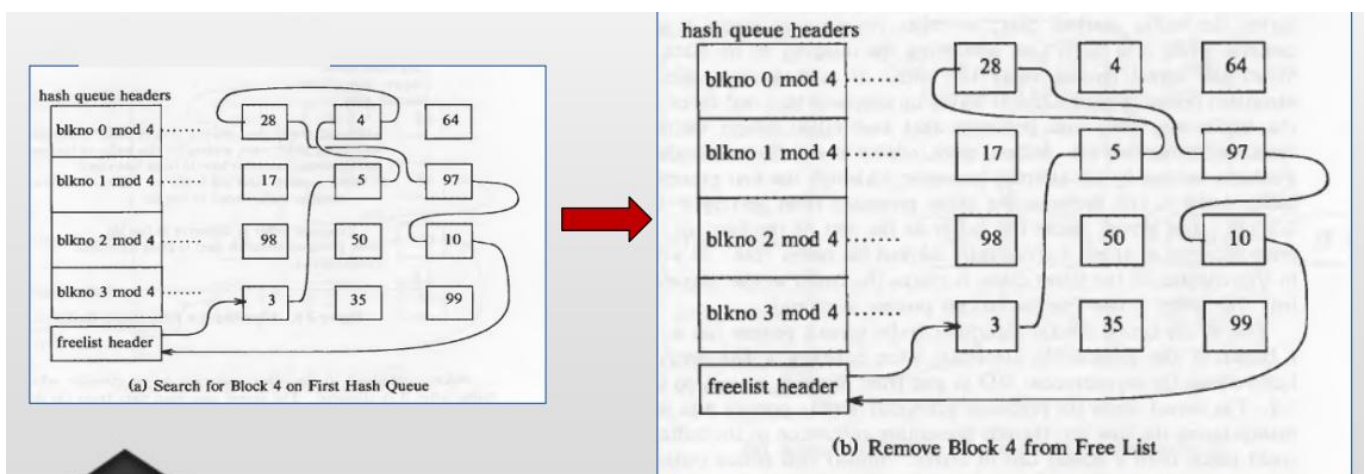 hash queue headers
blkno 0 mod 4 ........ 28 4 64
blkno 1 mod 4 ........ 17 5 97
blkno 2 mod 4 ........ 98 50 10
blkno 3 mod 4 ........ 3 35 99
freelist header
(a) Search for Block 4 on First Hash Queue
hash queue headers
blkno 0 mod 4 ........ 28 4 64
blkno 1 mod 4 ........ 17 5 97
blkno 2 mod 4 ........ 98 50 10
blkno 3 mod 4 ........ 3 35 99
freelist header
(b) Remove Block 4 from Free List